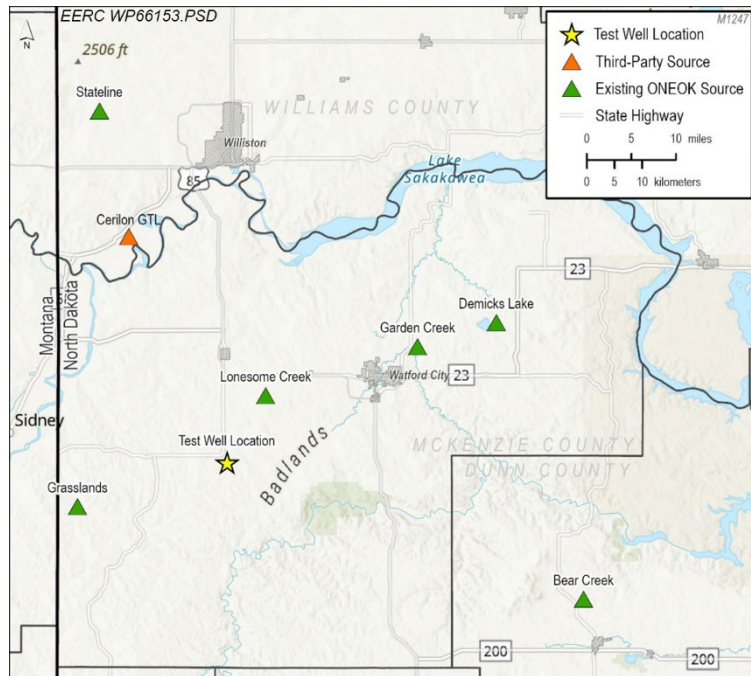 EERC WP66153.PSD
M1247
N
2506 ft
Stateline
WILLIAMS COUNTY
Williston
85
Lake
Sakakawea
Cerilon GTL
Montana
North Dakota
23
Demicks Lake
Garden Creek
Watford City
23
Lonesome Creek
Sidney
Test Well Location
Badlands
MCKENZIE COUNTY
DUNN COUNTY
Grasslands
Bear Creek
200
200
Test Well Location
Third-Party Source
Existing ONEOK Source
State Highway
0 5 10 miles
0 5 10 kilometers